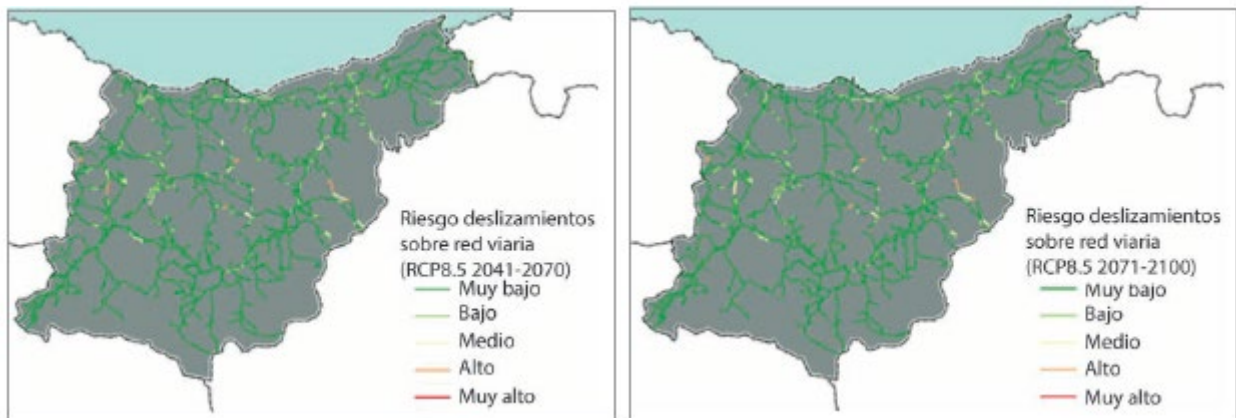 Riesgo deslizamientos
sobre red viaria
(RCP8.5 2041-2070)
Muy bajo
Bajo
Medio
Alto
Muy alto
Riesgo deslizamientos
sobre red viaria
(RCP8.5 2071-2100)
Muy bajo
Bajo
Medio
Alto
Muy alto